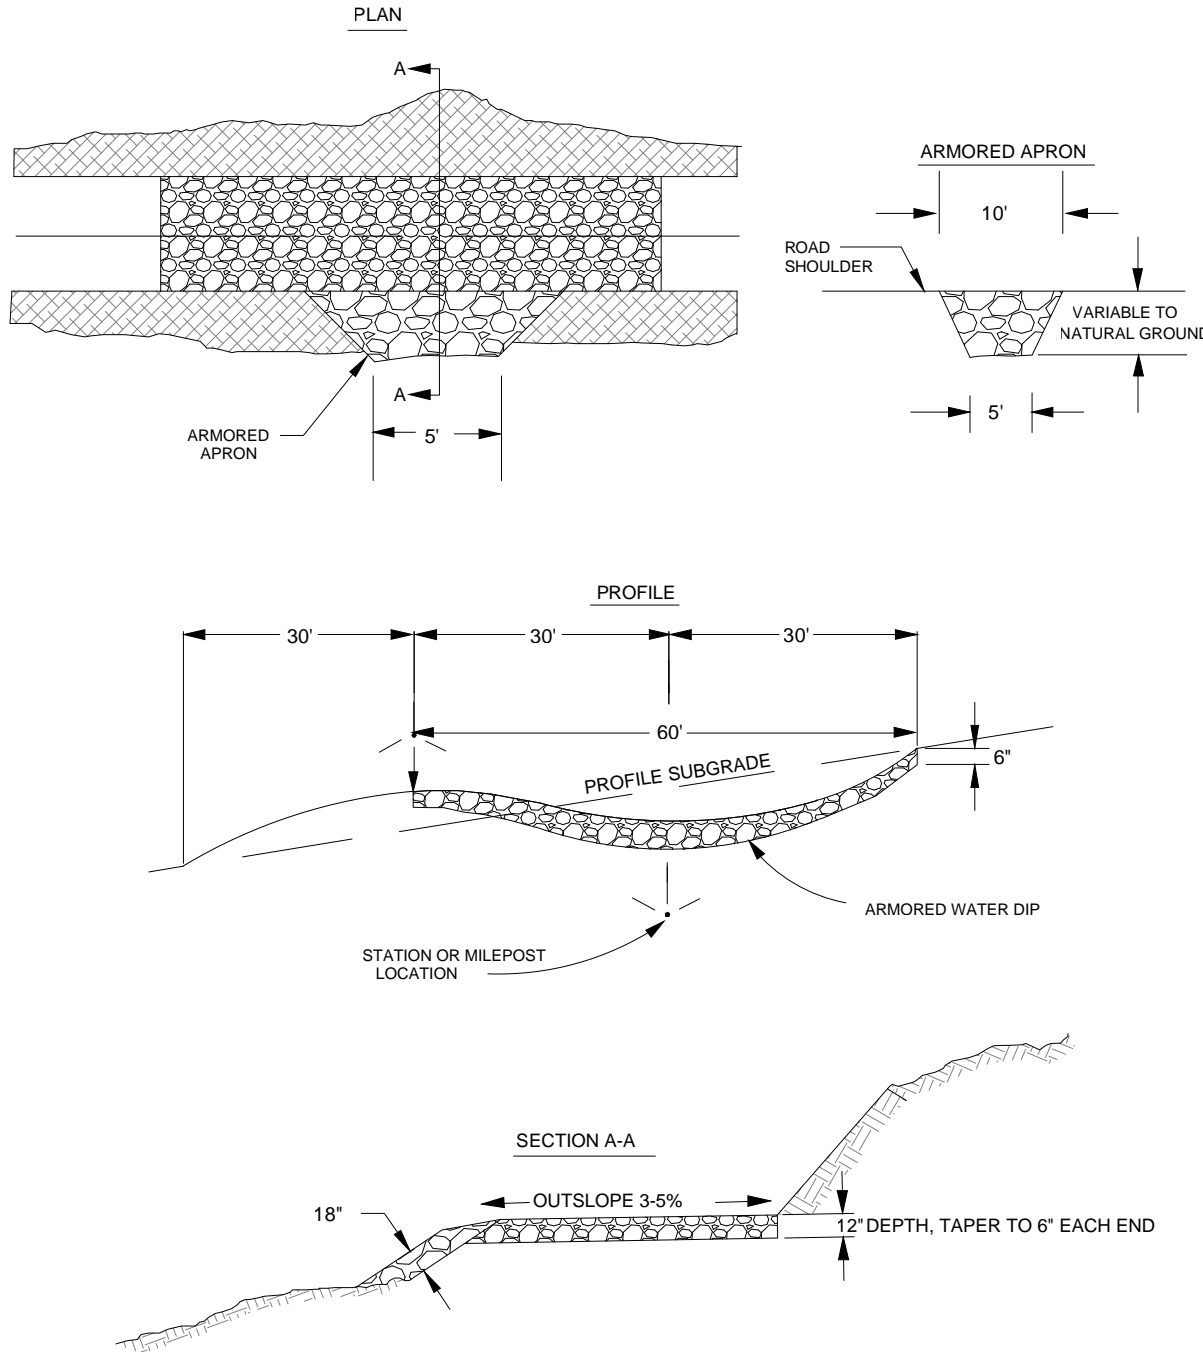 PLAN
A
A
ARMORED
APRON
5'
ARMORED APRON
10'
ROAD
SHOULDER
VARIABLE TO
NATURAL GROUND
5'
PROFILE
30'
30'
30'
60'
PROFILE SUBGRADE
6"
ARMORED WATER DIP
STATION OR MILEPOST
LOCATION
SECTION A-A
OUTSLOPE 3-5%
18"
12" DEPTH, TAPER TO 6" EACH END